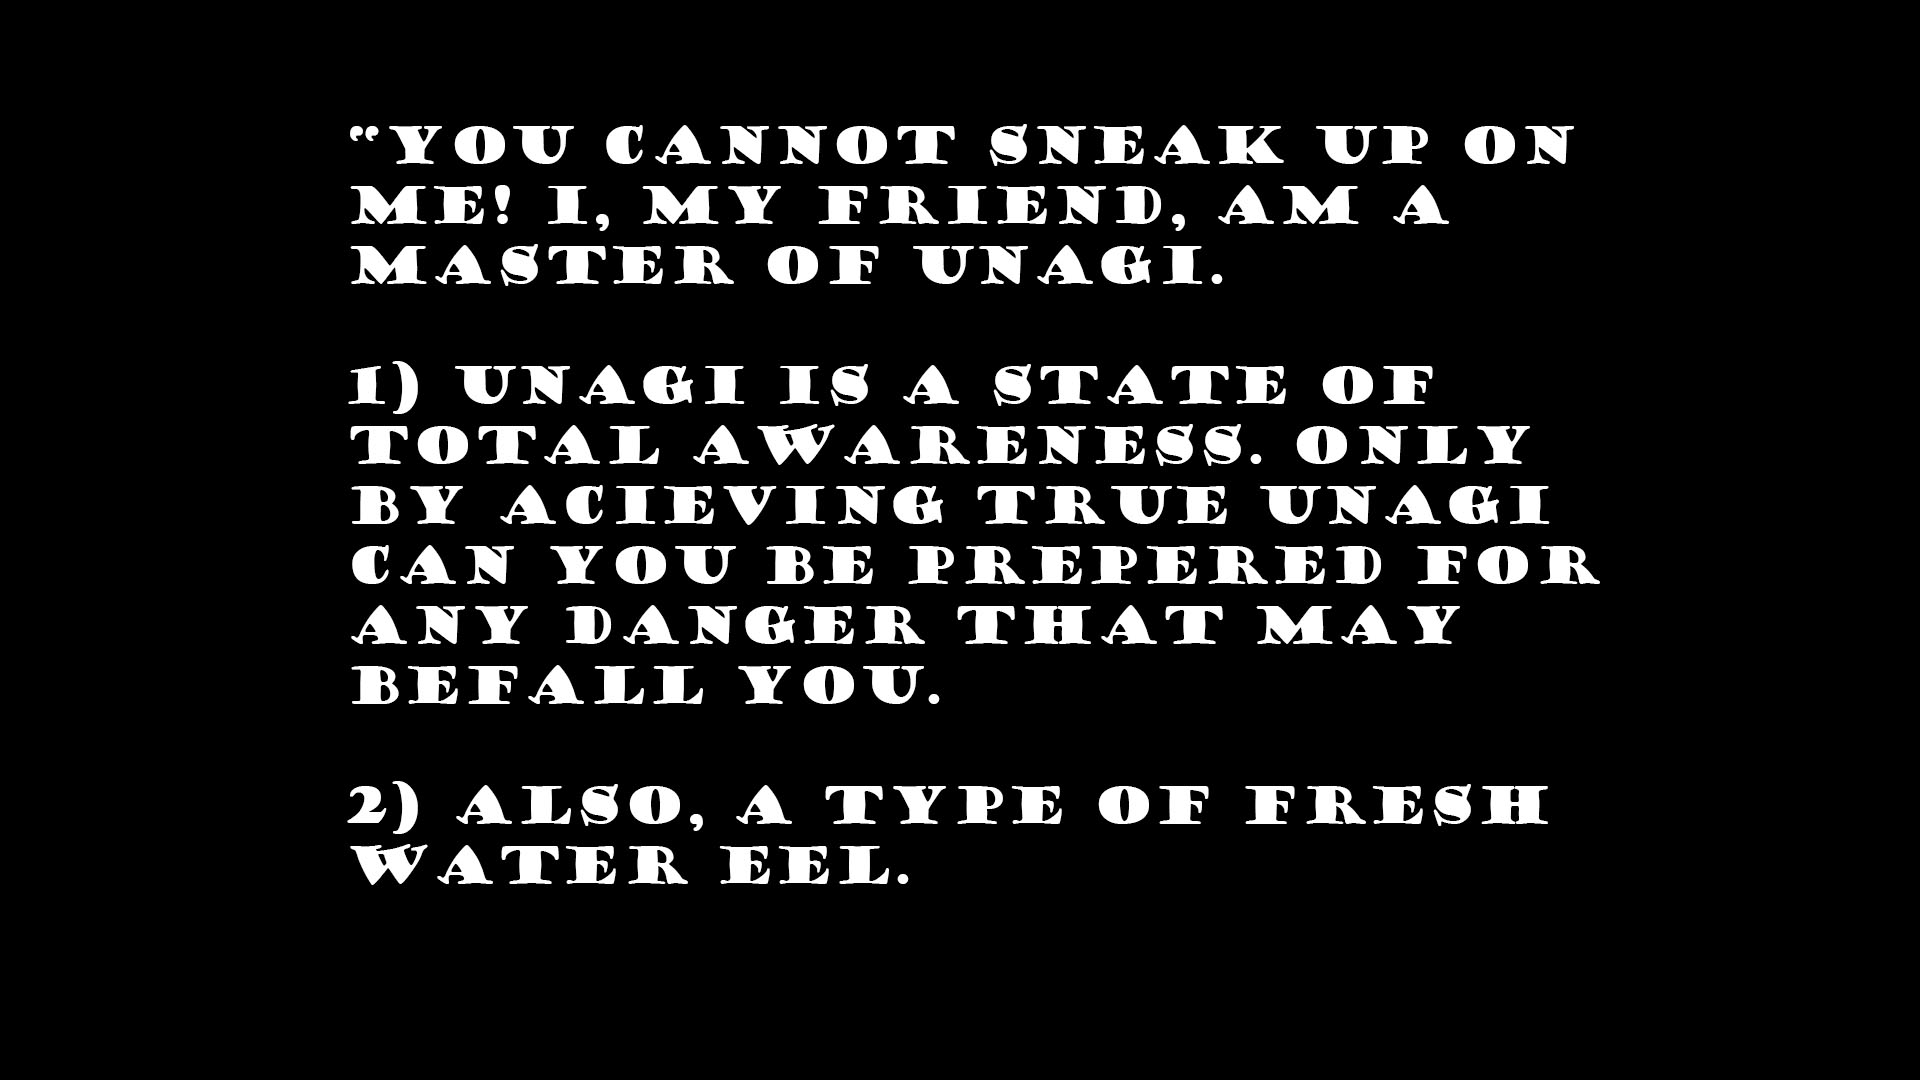 “YOU CANNOT SNEAK UP ON
ME! I, MY FRIEND, AM A
MASTER OF UNAGI.
1) UNAGI IS A STATE OF
TOTAL AWARENESS. ONLY
BY ACIEVING TRUE UNAGI
CAN YOU BE PREPERED FOR
ANY DANGER THAT MAY
BEFALL YOU.
2) ALSO, A TYPE OF FRESH
WATER EEL.